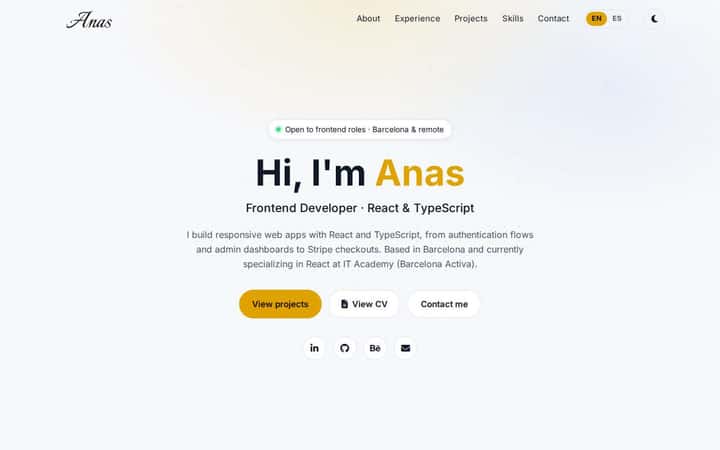 Anas
About Experience Projects Skills Contact EN ES
Open to frontend roles · Barcelona & remote
Hi, I'm Anas
Frontend Developer · React & TypeScript
I build responsive web apps with React and TypeScript, from authentication flows
and admin dashboards to Stripe checkouts. Based in Barcelona and currently
specializing in React at IT Academy (Barcelona Activa).
View projects View CV Contact me
in Bē